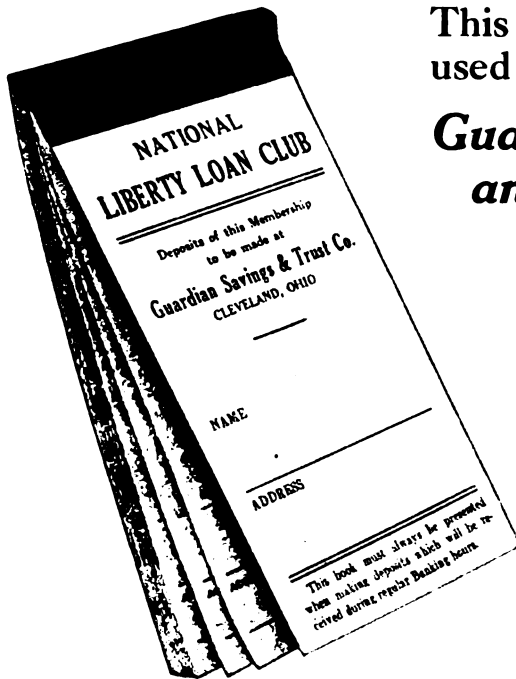 This
used
Gua
an
NATIONAL
LIBERTY LOAN CLUB
Deposits of this Membership
to be made at
Guardian Savings & Trust Co.
CLEVELAND, OHIO
NAME
ADDRESS
This book must always be presented
when making deposits which will be re-
ceived during regular Banking hours.